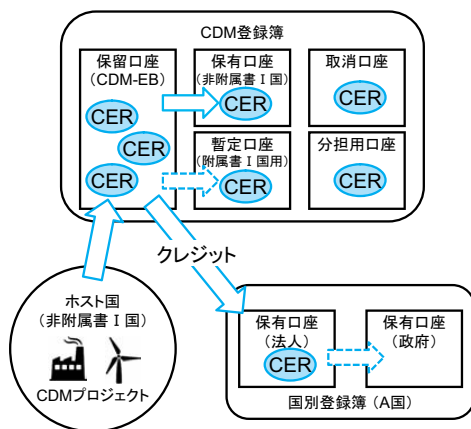 CDM登録簿
保留口座
(CDM-EB)
CER
CER
CER
保有口座
(非附属書Ⅰ国)
CER
取消口座
CER
暫定口座
(附属書Ⅰ国用)
CER
分担用口座
CER
クレジット
ホスト国
(非附属書Ⅰ国)
CDMプロジェクト
保有口座
(法人)
CER
保有口座
(政府)
国別登録簿(A国)